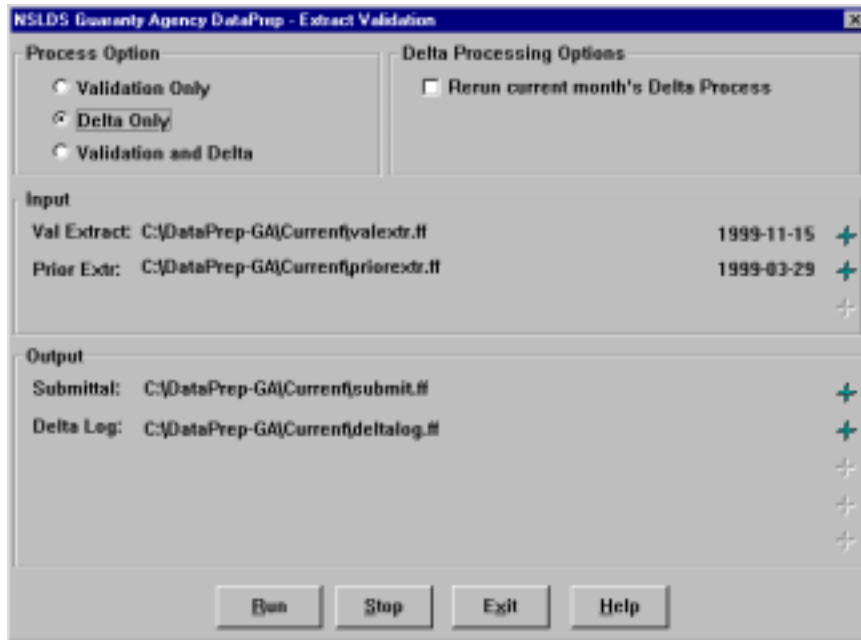 NSLDS Guaranty Agency DataPrep - Extract Validation
Process Option
Validation Only
Delta Only
Validation and Delta
Delta Processing Options
Rerun current month's Delta Process
Input
Val Extract: C:\DataPrep-GA\Current\valextr.ff 1999-11-15
Prior Extr: C:\DataPrep-GA\Current\priorextr.ff 1999-03-29
Output
Submittal: C:\DataPrep-GA\Current\submit.ff
Delta Log: C:\DataPrep-GA\Current\deltalog.ff
Run Stop Exit Help